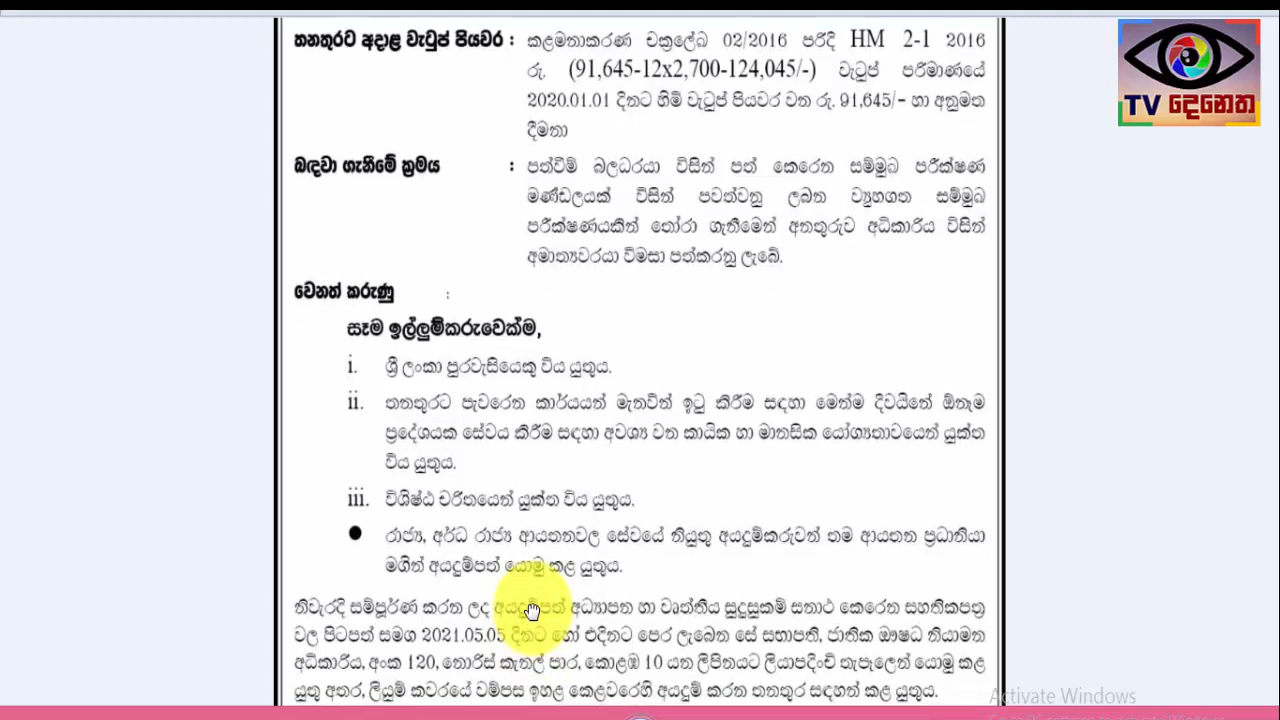 තනතුරට අදාළ වැටුප් පියවර : කළමනාකරණ චක්‍රලේඛ 02/2016 පරිදි HM 2-1 2016
රු. (91,645-12x2,700-124,045/-) වැටුප් පරිමාණයේ
2020.01.01 දිනට හිමි වැටුප් පියවර වන රු. 91,645/- හා අනුමත
දීමනා
බඳවා ගැනීමේ ක්‍රමය : පත්වීම් බලධරයා විසින් පත් කෙරෙන සම්මුඛ පරීක්ෂණ
මණ්ඩලයක් විසින් පවත්වනු ලබන ව්‍යුහගත සම්මුඛ
පරීක්ෂණයකින් තෝරා ගැනීමෙන් අනතුරුව අධිකාරිය විසින්
අමාත්‍යවරයා විමසා පත්කරනු ලැබේ.
වෙනත් කරුණු :
සෑම ඉල්ලුම්කරුවෙක්ම,
i. ශ්‍රී ලංකා පුරවැසියෙකු විය යුතුය.
ii. තනතුරට පැවරෙන කාර්යයන් මැනවින් ඉටු කිරීම සඳහා මෙන්ම දිවයිනේ ඕනෑම
ප්‍රදේශයක සේවය කිරීම සඳහා අවශ්‍ය වන කායික හා මානසික යෝග්‍යතාවයෙන් යුක්ත
විය යුතුය.
iii. විශිෂ්ඨ චරිතයෙන් යුක්ත විය යුතුය.
● රාජ්‍ය, අර්ධ රාජ්‍ය ආයතනවල සේවයේ නියුතු අයදුම්කරුවන් තම ආයතන ප්‍රධානියා
මගින් අයදුම්පත් යොමු කළ යුතුය.
නිවැරදි සම්පූර්ණ කරන ලද අයදුම්පත් අධ්‍යාපන හා වෘත්තීය සුදුසුකම් සනාථ කෙරෙන සහතිකපත්‍ර
වල පිටපත් සමග 2021.05.05 දිනට හෝ එදිනට පෙර ලැබෙන සේ සභාපති, ජාතික ඖෂධ නියාමන
අධිකාරිය, අංක 120, නොරිස් කැනල් පාර, කොළඹ 10 යන ලිපිනයට ලියාපදිංචි තැපෑලෙන් යොමු කළ
යුතු අතර, ලියුම් කවරයේ වම්පස ඉහළ කෙළවරෙහි අයදුම් කරන තනතුර සඳහන් කළ යුතුය.
TV දෙනෙත
Activate Windows